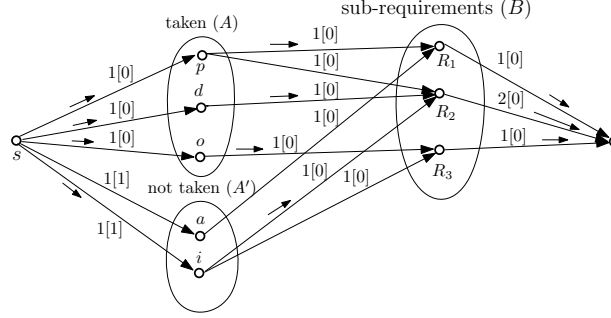 sub-requirements (B)
taken (A)
1[0]
p
R₁
1[0]
1[0]
1[0]
d
1[0]
1[0]
1[0]
R₂
2[0]
s
1[0]
o
1[0]
1[0]
R₃
1[0]
1[0]
1[1]
not taken (A′)
a
1[1]
i